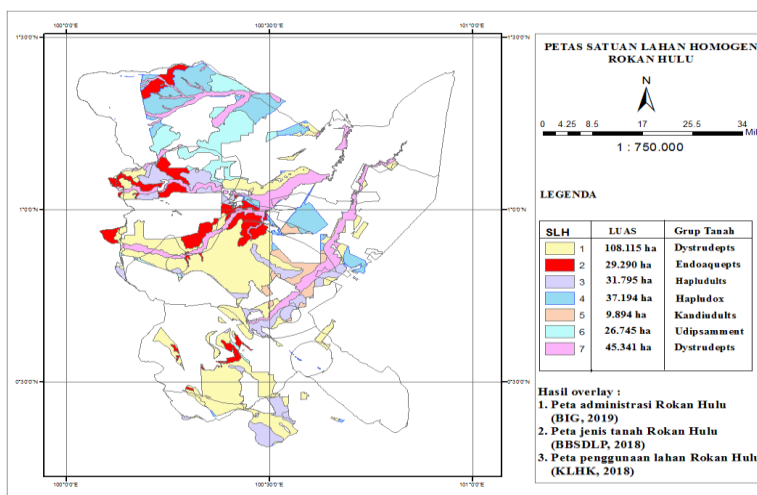 100°0'0"E 100°30'0"E 101°0'0"E
1°30'0"N 1°30'0"N
1°0'0"N 1°0'0"N
0°30'0"N 0°30'0"N
100°0'0"E 100°30'0"E 101°0'0"E
PETAS SATUAN LAHAN HOMOGEN
ROKAN HULU
N
0 4.25 8.5 17 25.5 34
Mil
1 : 750.000
LEGENDA
SLH LUAS Grup Tanah
1 108.115 ha Dystrudepts
2 29.290 ha Endoaquepts
3 31.795 ha Hapludults
4 37.194 ha Hapludox
5 9.894 ha Kandiudults
6 26.745 ha Udipsamment
7 45.341 ha Dystrudepts
Hasil overlay :
1. Peta administrasi Rokan Hulu
(BIG, 2019)
2. Peta jenis tanah Rokan Hulu
(BBSDLP, 2018)
3. Peta penggunaan lahan Rokan Hulu
(KLHK, 2018)